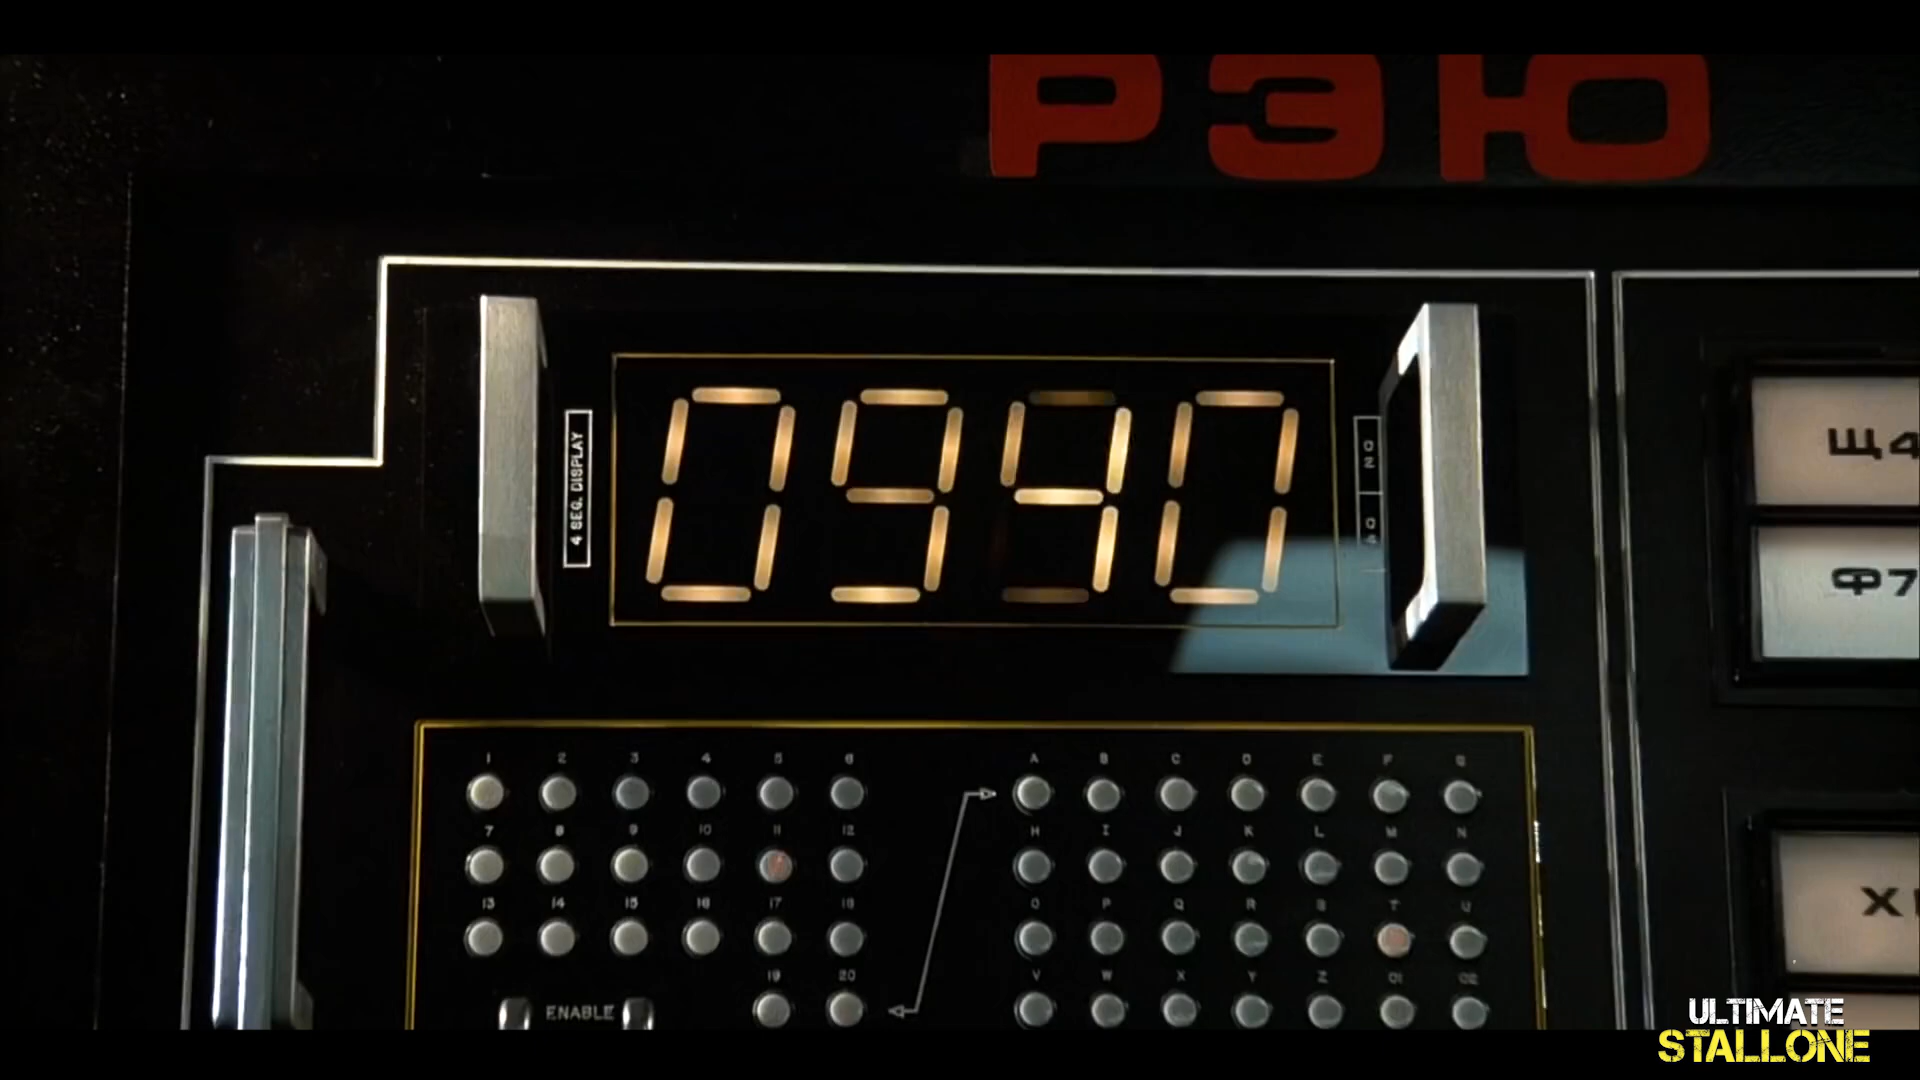 РЭЮ
4 SEG. DISPLAY
0940
Щ4
Ф7
1 2 3 4 5 6
A B C D E F G
7 8 9 10 11 12
H I J K L M N
13 14 15 16 17 18
O P Q R S T U
19 20
V W X Y Z 01 02
ENABLE
Х
ULTIMATE
STALLONE